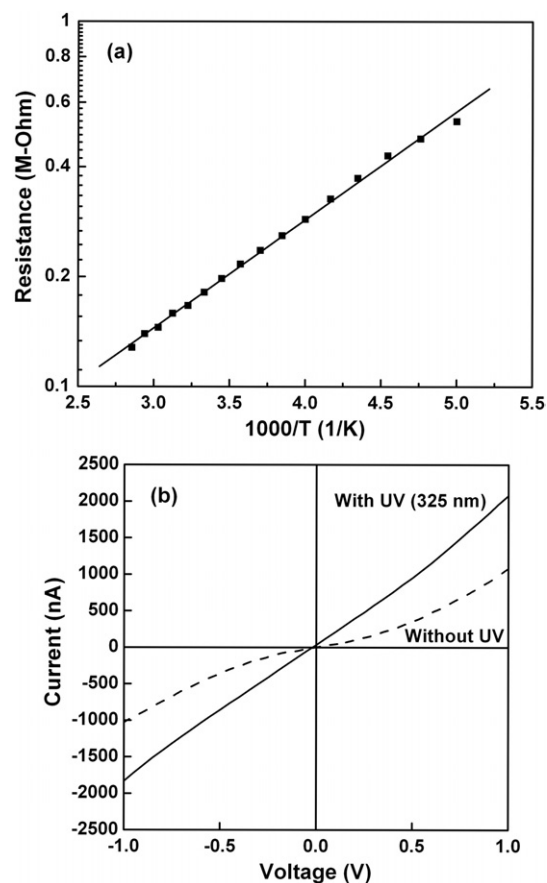 (a)
Resistance (M-Ohm)
1
0.8
0.6
0.4
0.2
0.1
2.5 3.0 3.5 4.0 4.5 5.0 5.5
1000/T (1/K)
(b)
With UV (325 nm)
Without UV
Current (nA)
2500
2000
1500
1000
500
0
-500
-1000
-1500
-2000
-2500
-1.0 -0.5 0.0 0.5 1.0
Voltage (V)